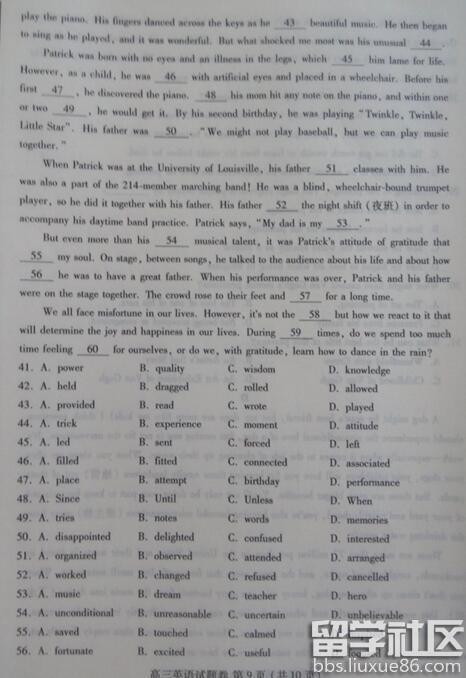 play the piano. His fingers danced across the keys as he 43 beautiful music. He then began
to sing as he played, and it was wonderful. But what shocked me most was his unusual 44 .
Patrick was born with no eyes and an illness in the legs, which 45 him lame for life.
However, as a child, he was 46 with artificial eyes and placed in a wheelchair. Before his
first 47 , he discovered the piano. 48 his mom hit any note on the piano, and within one
or two 49 , he would get it. By his second birthday, he was playing "Twinkle, Twinkle,
Little Star". His father was 50 . "We might not play baseball, but we can play music
together."
When Patrick was at the University of Louisville, his father 51 classes with him. He
was also a part of the 214-member marching band! He was a blind, wheelchair-bound trumpet
player, so he did it together with his father. His father 52 the night shift (夜班) in order to
accompany his daytime band practice. Patrick says, "My dad is my 53 ."
But even more than his 54 musical talent, it was Patrick's attitude of gratitude that
55 my soul. On stage, between songs, he talked to the audience about his life and about how
56 he was to have a great father. When his performance was over, Patrick and his father
were on the stage together. The crowd rose to their feet and 57 for a long time.
We all face misfortune in our lives. However, it's not the 58 but how we react to it that
will determine the joy and happiness in our lives. During 59 times, do we spend too much
time feeling 60 for ourselves, or do we, with gratitude, learn how to dance in the rain?
41. A. power B. quality C. wisdom D. knowledge
42. A. held B. dragged C. rolled D. allowed
43. A. provided B. read C. wrote D. played
44. A. trick B. experience C. moment D. attitude
45. A. led B. sent C. forced D. left
46. A. filled B. fitted C. connected D. associated
47. A. place B. attempt C. birthday D. performance
48. A. Since B. Until C. Unless D. When
49. A. tries B. notes C. words D. memories
50. A. disappointed B. delighted C. confused D. interested
51. A. organized B. observed C. attended D. arranged
52. A. worked B. changed C. refused D. cancelled
53. A. music B. dream C. teacher D. hero
54. A. unconditional B. unreasonable C. uncertain D. unbelievable
55. A. saved B. touched C. calmed
56. A. fortunate B. excited C. useful
高三英语试题卷 第9页(共10页)
留学社区
bbs.liuxue86.com